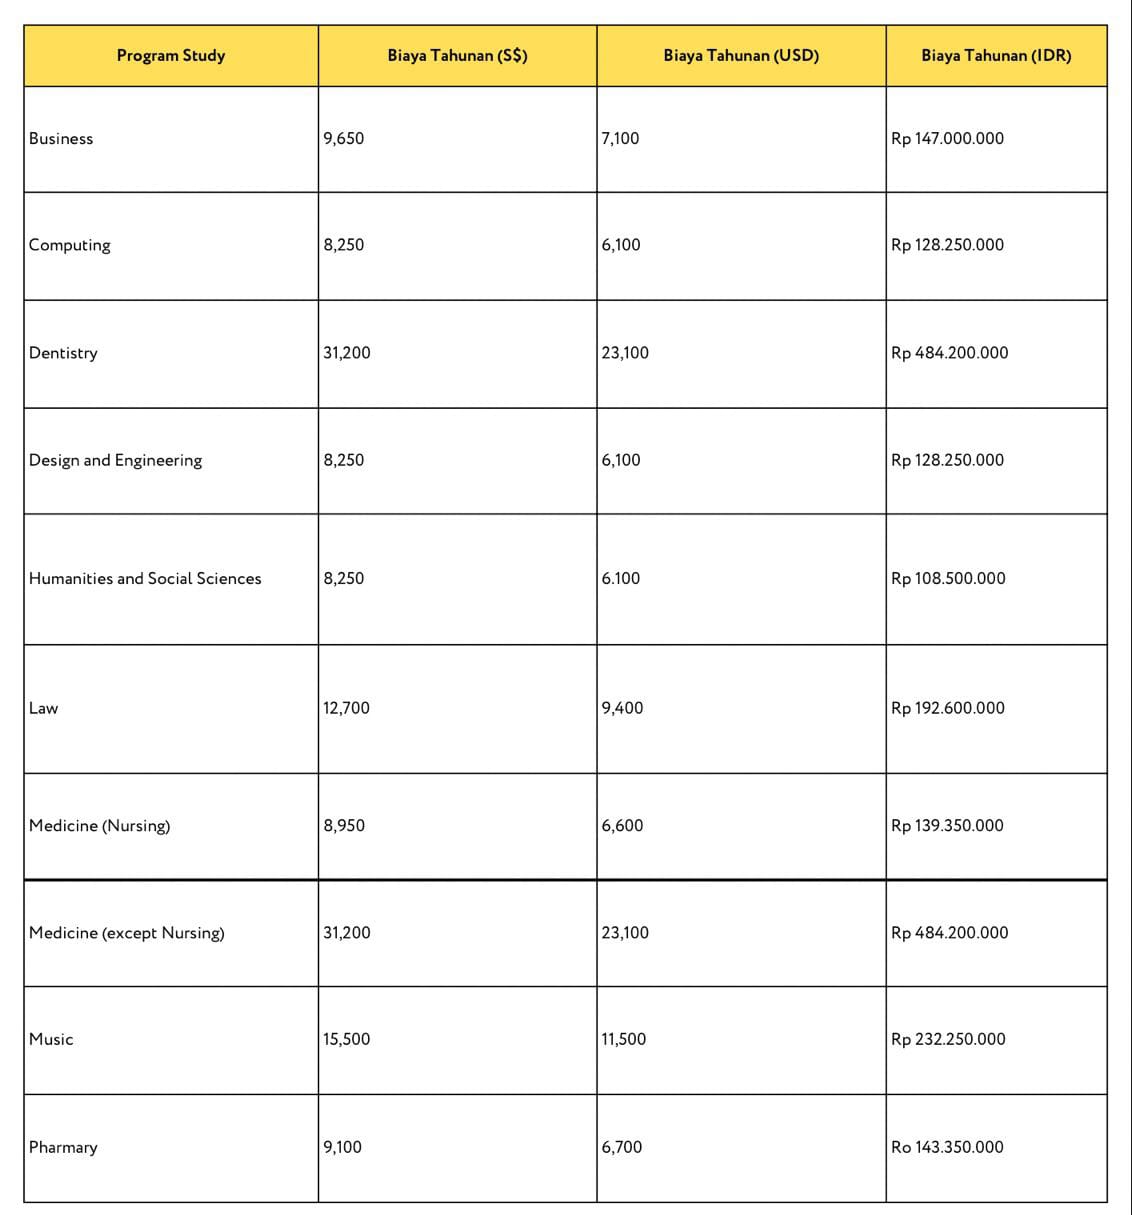 Program Study Biaya Tahunan (S$) Biaya Tahunan (USD) Biaya Tahunan (IDR)
Business 9,650 7,100 Rp 147.000.000
Computing 8,250 6,100 Rp 128.250.000
Dentistry 31,200 23,100 Rp 484.200.000
Design and Engineering 8,250 6,100 Rp 128.250.000
Humanities and Social Sciences 8,250 6.100 Rp 108.500.000
Law 12,700 9,400 Rp 192.600.000
Medicine (Nursing) 8,950 6,600 Rp 139.350.000
Medicine (except Nursing) 31,200 23,100 Rp 484.200.000
Music 15,500 11,500 Rp 232.250.000
Pharmary 9,100 6,700 Ro 143.350.000